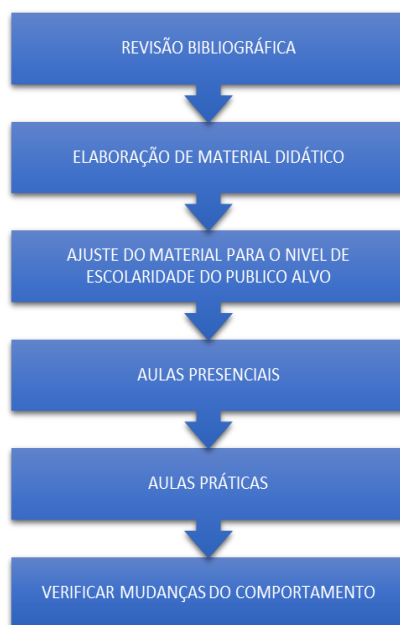 REVISÃO BIBLIOGRÁFICA
ELABORAÇÃO DE MATERIAL DIDÁTICO
AJUSTE DO MATERIAL PARA O NIVEL DE
ESCOLARIDADE DO PUBLICO ALVO
AULAS PRESENCIAIS
AULAS PRÁTICAS
VERIFICAR MUDANÇAS DO COMPORTAMENTO